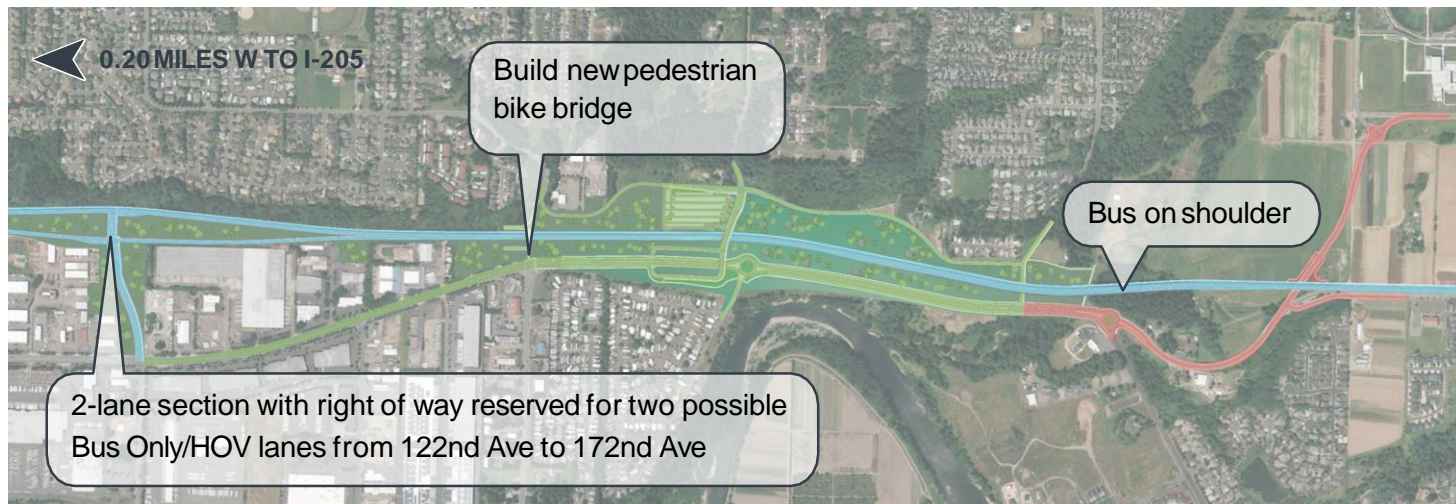 0.20 MILES W TO I-205
Build new pedestrian
bike bridge
Bus on shoulder
2-lane section with right of way reserved for two possible
Bus Only/HOV lanes from 122nd Ave to 172nd Ave